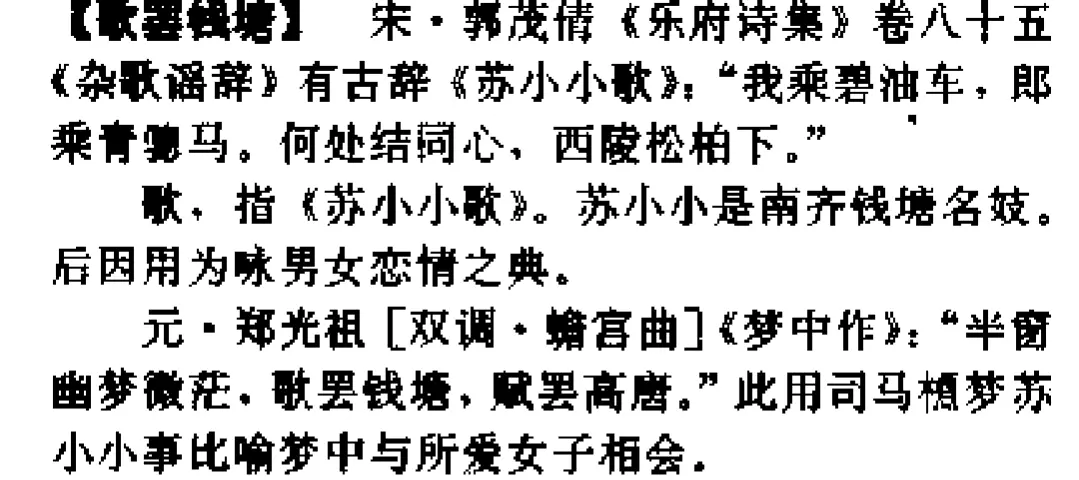 【歌罢钱塘】 宋·郭茂倩《乐府诗集》卷八十五
《杂歌谣辞》有古辞《苏小小歌》：“我乘碧油车，郎
乘青骢马。何处结同心，西陵松柏下。”
歌，指《苏小小歌》。苏小小是南齐钱塘名妓。
后因用为咏男女恋情之典。
元·郑光祖［双调·蟾宫曲］《梦中作》：“半窗
幽梦微茫，歌罢钱塘，赋罢高唐。”此用司马槱梦苏
小小事比喻梦中与所爱女子相会。